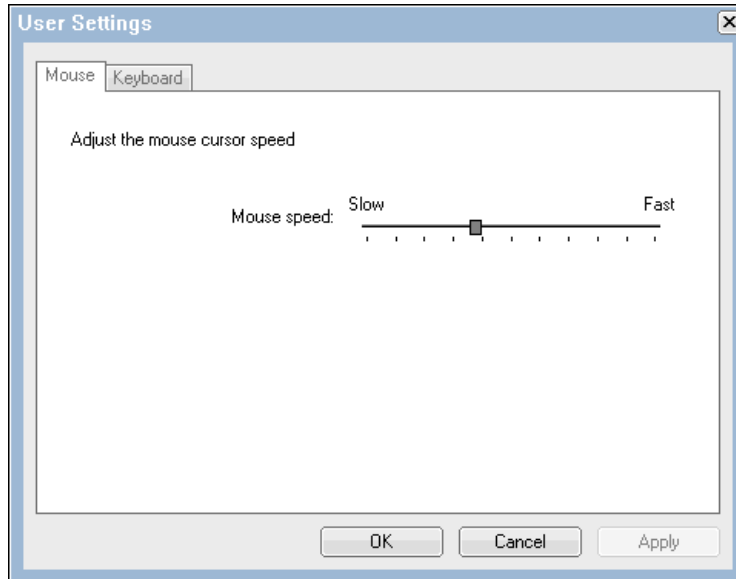 User Settings
Mouse
Keyboard
Adjust the mouse cursor speed
Slow
Fast
Mouse speed:
OK
Cancel
Apply